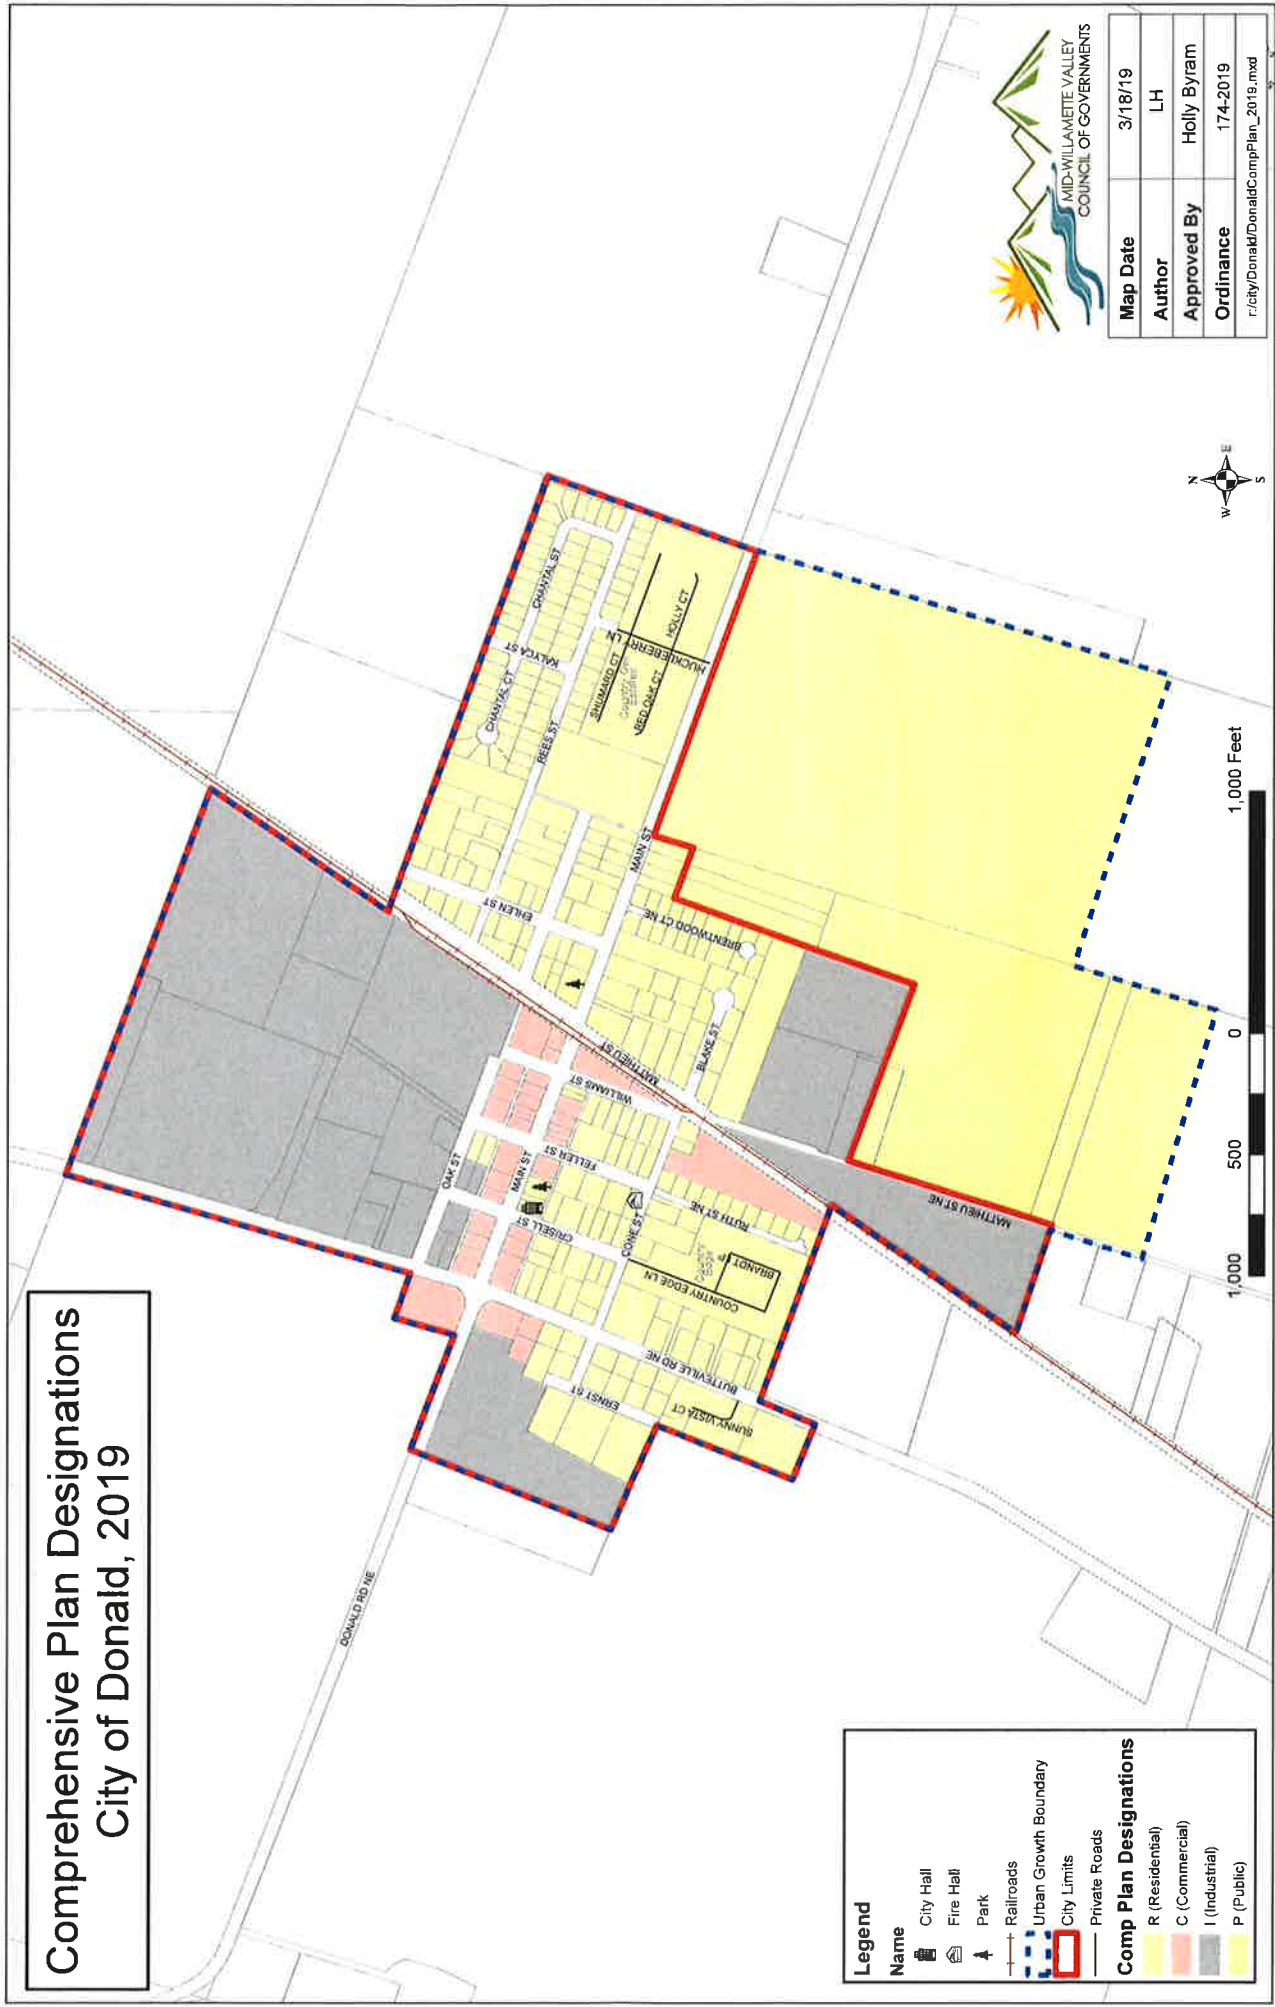 Comprehensive Plan Designations
City of Donald, 2019
DONALD RD NE
OAK ST
MAIN ST
CRISELL ST
FELLER ST
WILLIAMS ST
MATTHIEU ST
EHLEN ST
REES ST
CHANTAL CT
KALYCA ST
CHANTAL ST
SHUMARD CT
HUCKLEBERRY LN
HOLLY CT
RED OAK CT
MAIN ST
BRENTWOOD CT NE
BLAKE ST
CONE ST
RUTH ST NE
Country
Edge
BRANDT
COUNTRY EDGE LN
BUTTEVILLE RD NE
ERNST ST
SUNNY VISTA CT
MATTHIEU ST NE
Legend
Name
City Hall
Fire Hall
Park
Railroads
Urban Growth Boundary
City Limits
Private Roads
Comp Plan Designations
R (Residential)
C (Commercial)
I (Industrial)
P (Public)
1,000
500
0
1,000 Feet
N
W
E
S
MID-WILLAMETTE VALLEY
COUNCIL OF GOVERNMENTS
Map Date 3/18/19
Author LH
Approved By Holly Byram
Ordinance 174-2019
r:/city/Donald/DonaldCompPlan_2019.mxd